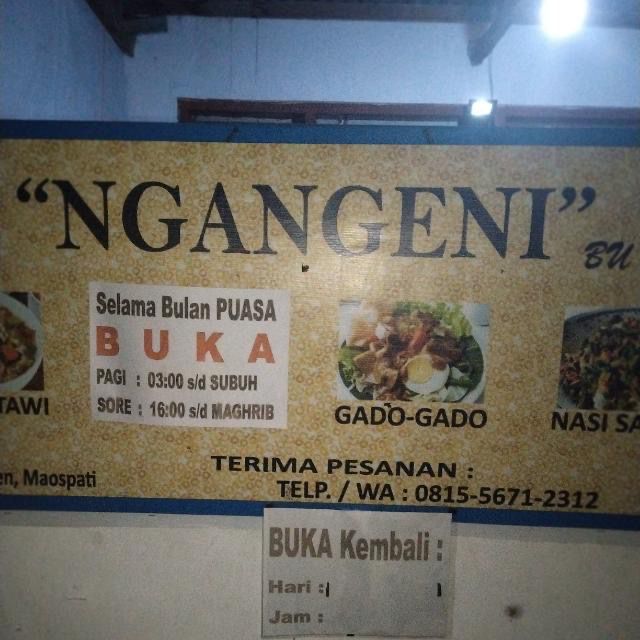 "NGANGENI"
BU
Selama Bulan PUASA
BUKA
PAGI : 03:00 s/d SUBUH
SORE : 16:00 s/d MAGHRIB
TAWI
GADO-GADO
NASI SA
en, Maospati
TERIMA PESANAN :
TELP. / WA : 0815-5671-2312
BUKA Kembali :
Hari :
Jam :